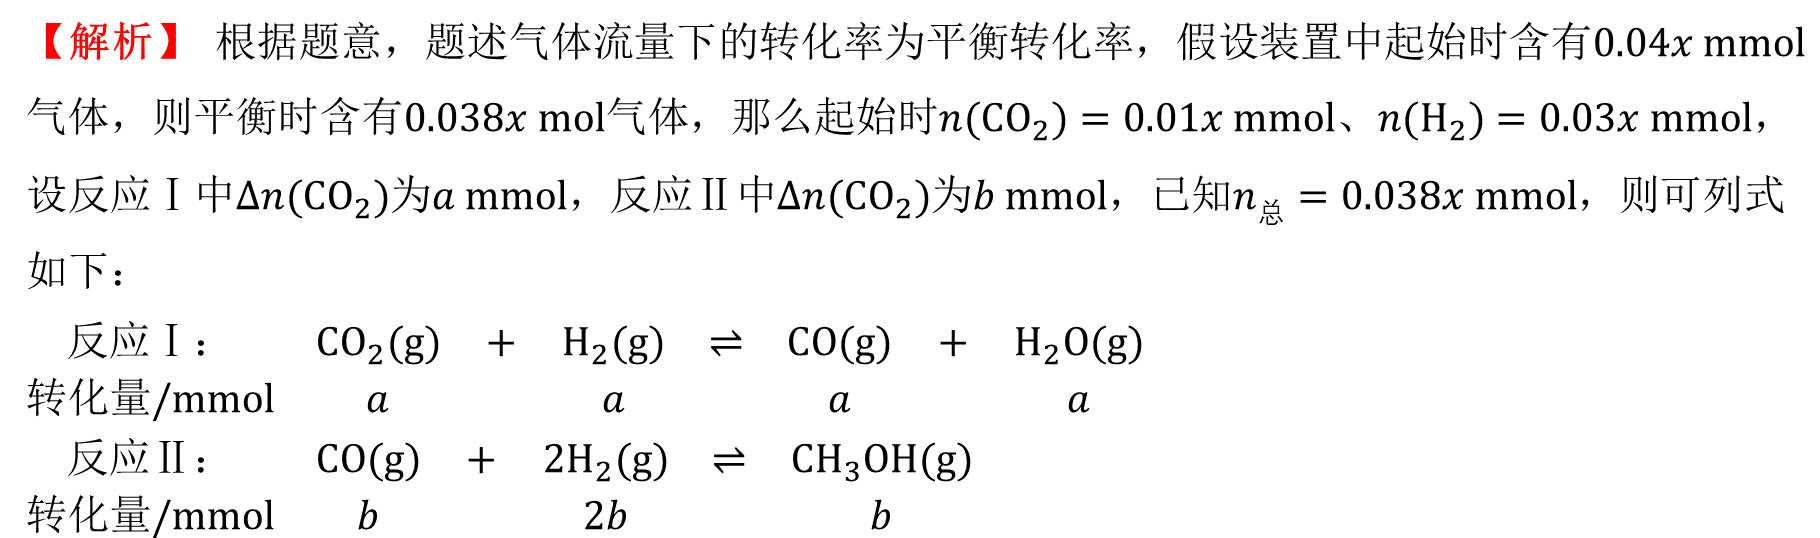 【解析】 根据题意，题述气体流量下的转化率为平衡转化率，假设装置中起始时含有0.04x mmol
气体，则平衡时含有0.038x mol气体，那么起始时n(CO₂) = 0.01x mmol、n(H₂) = 0.03x mmol，
设反应Ⅰ中Δn(CO₂)为a mmol，反应Ⅱ中Δn(CO₂)为b mmol，已知n总 = 0.038x mmol，则可列式
如下：
反应Ⅰ： CO₂(g) + H₂(g) ⇌ CO(g) + H₂O(g)
转化量/mmol a a a a
反应Ⅱ： CO(g) + 2H₂(g) ⇌ CH₃OH(g)
转化量/mmol b 2b b